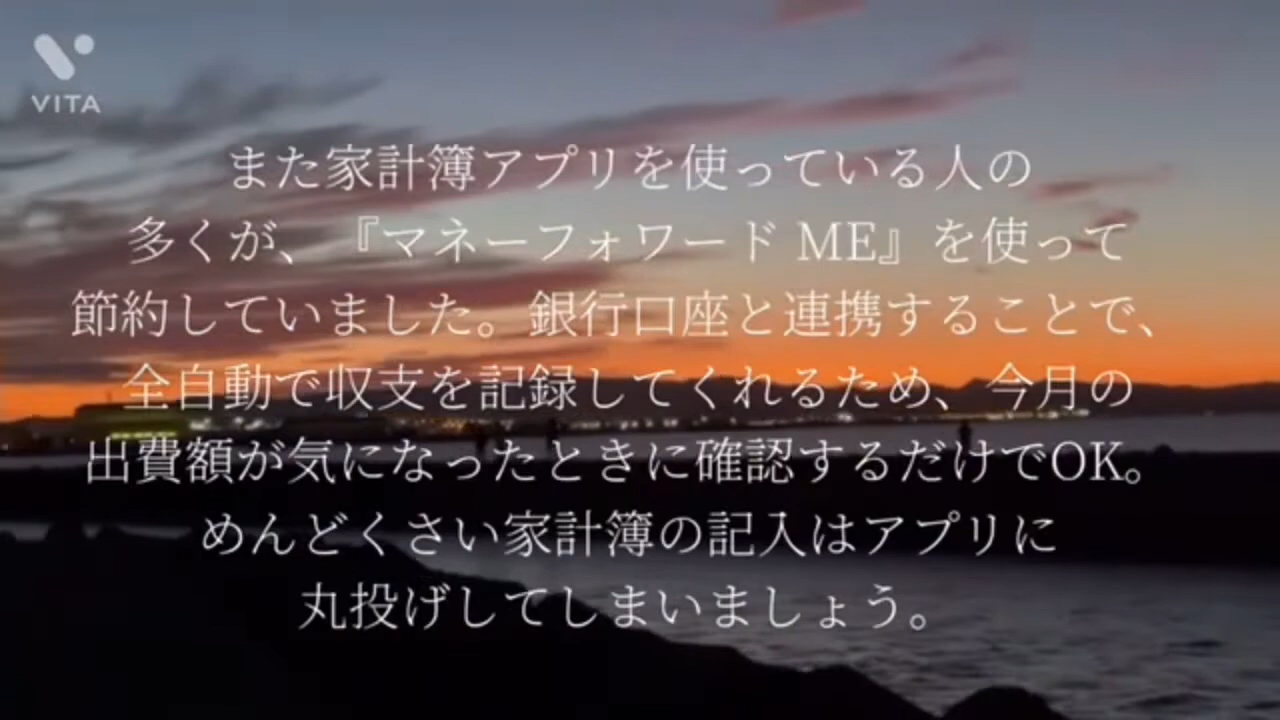 VITA
また家計簿アプリを使っている人の
多くが、『マネーフォワード ME』を使って
節約していました。銀行口座と連携することで、
全自動で収支を記録してくれるため、今月の
出費額が気になったときに確認するだけでOK。
めんどくさい家計簿の記入はアプリに
丸投げしてしまいましょう。